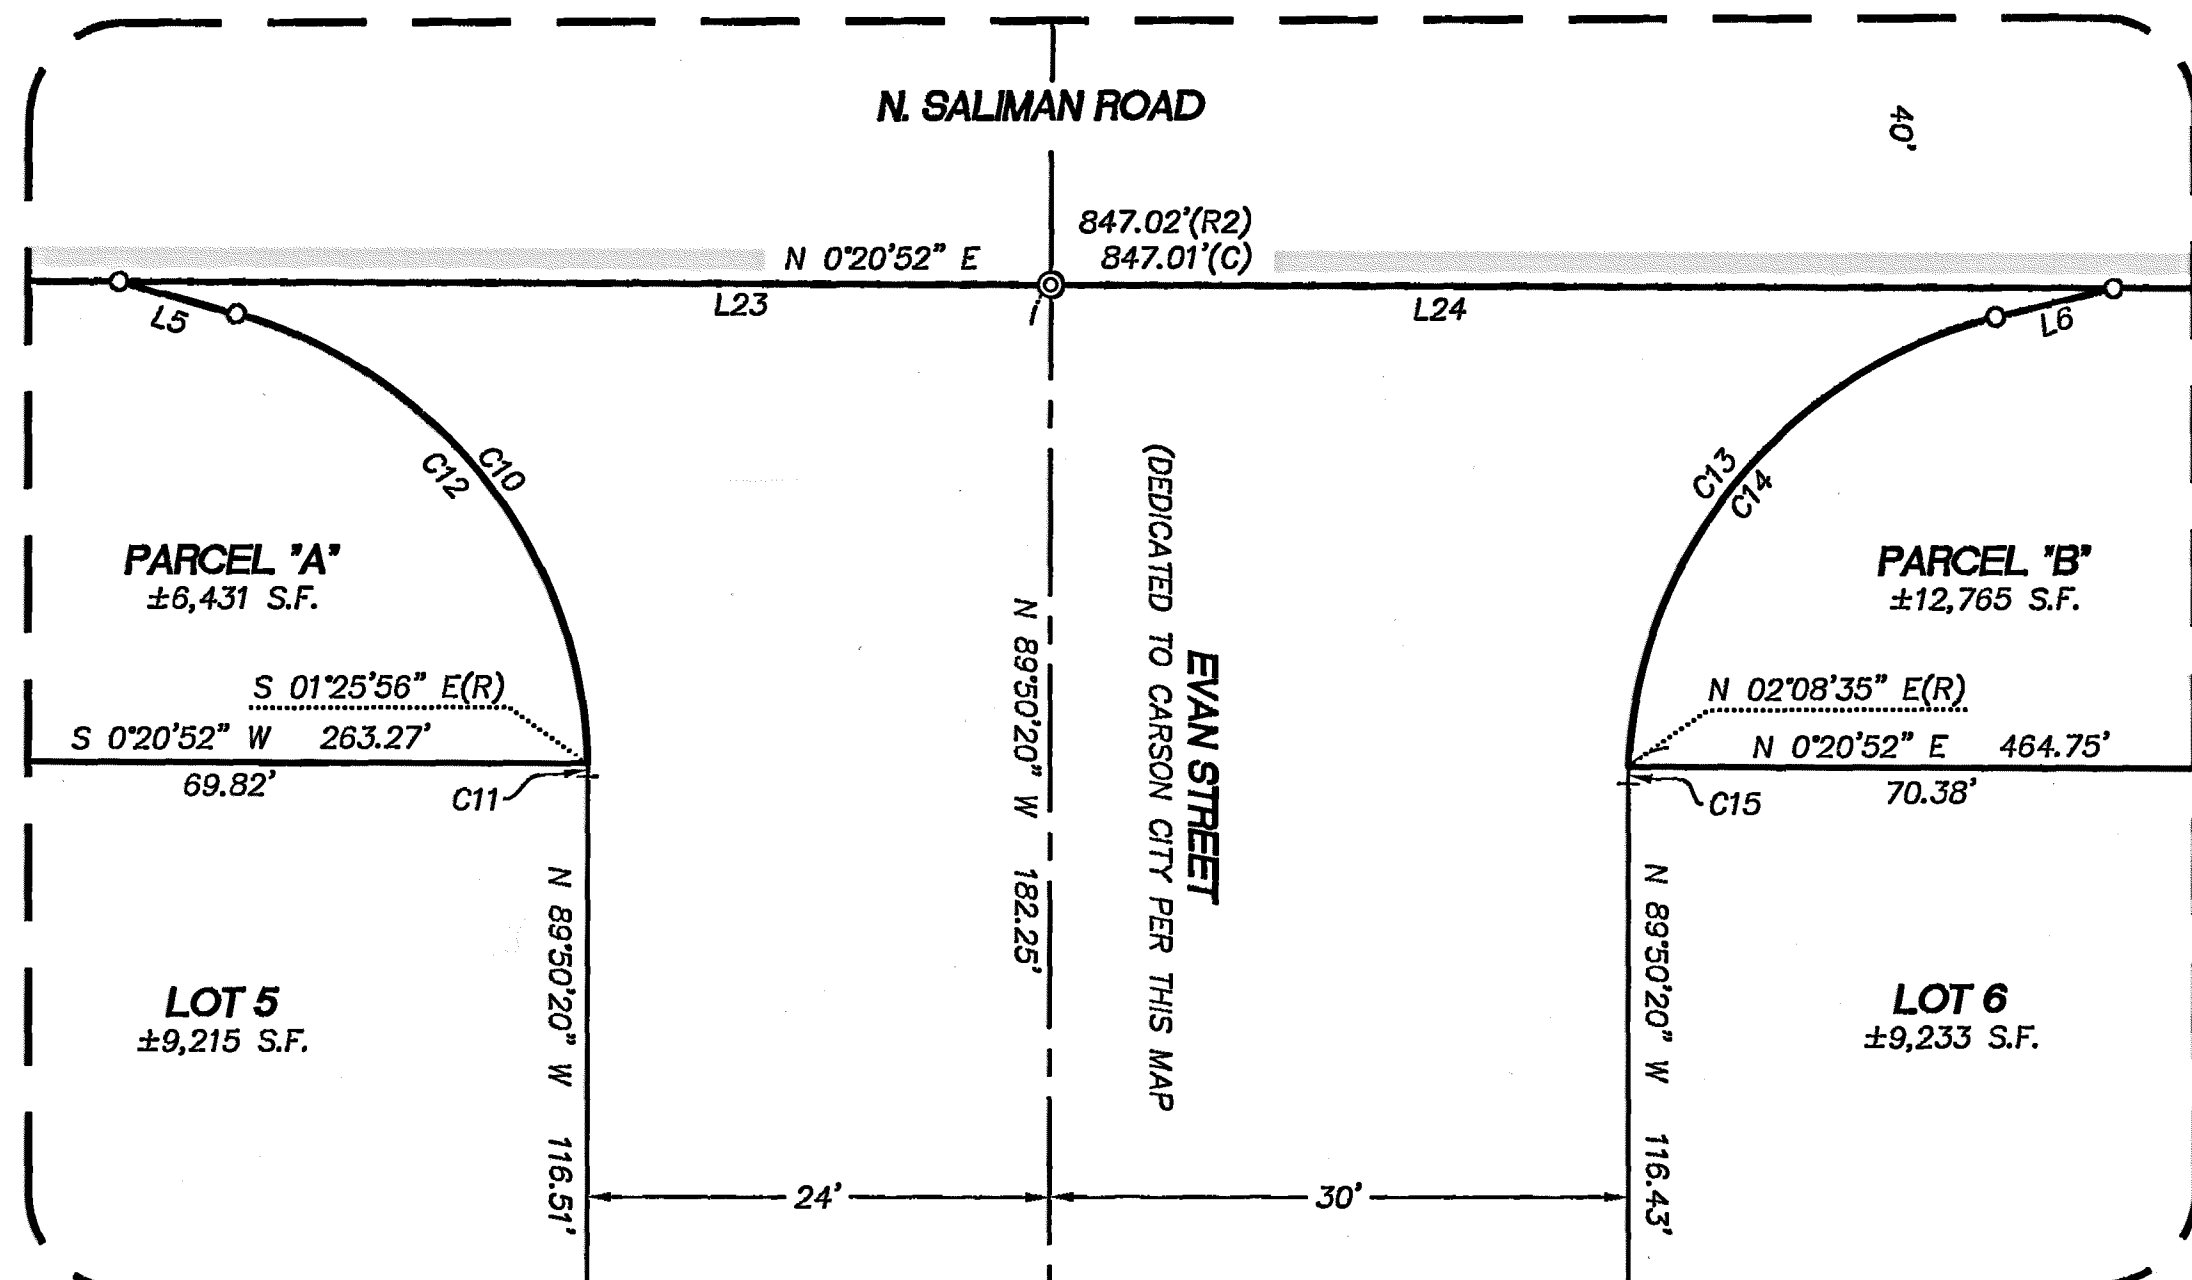 N. SALIMAN ROAD
40'
847.02'(R2)
N 0°20'52" E
847.01'(C)
L23
L24
L5
L6
C10
C12
C13
C14
PARCEL "A"
±6,431 S.F.
PARCEL "B"
±12,765 S.F.
(DEDICATED TO CARSON CITY PER THIS MAP
EVAN STREET
N 89°50'20" W 182.25'
S 01°25'56" E(R)
S 0°20'52" W 263.27'
69.82'
C11
N 02°08'35" E(R)
N 0°20'52" E 464.75'
70.38'
C15
N 89°50'20" W 116.51'
N 89°50'20" W 116.43'
LOT 5
±9,215 S.F.
LOT 6
±9,233 S.F.
24'
30'